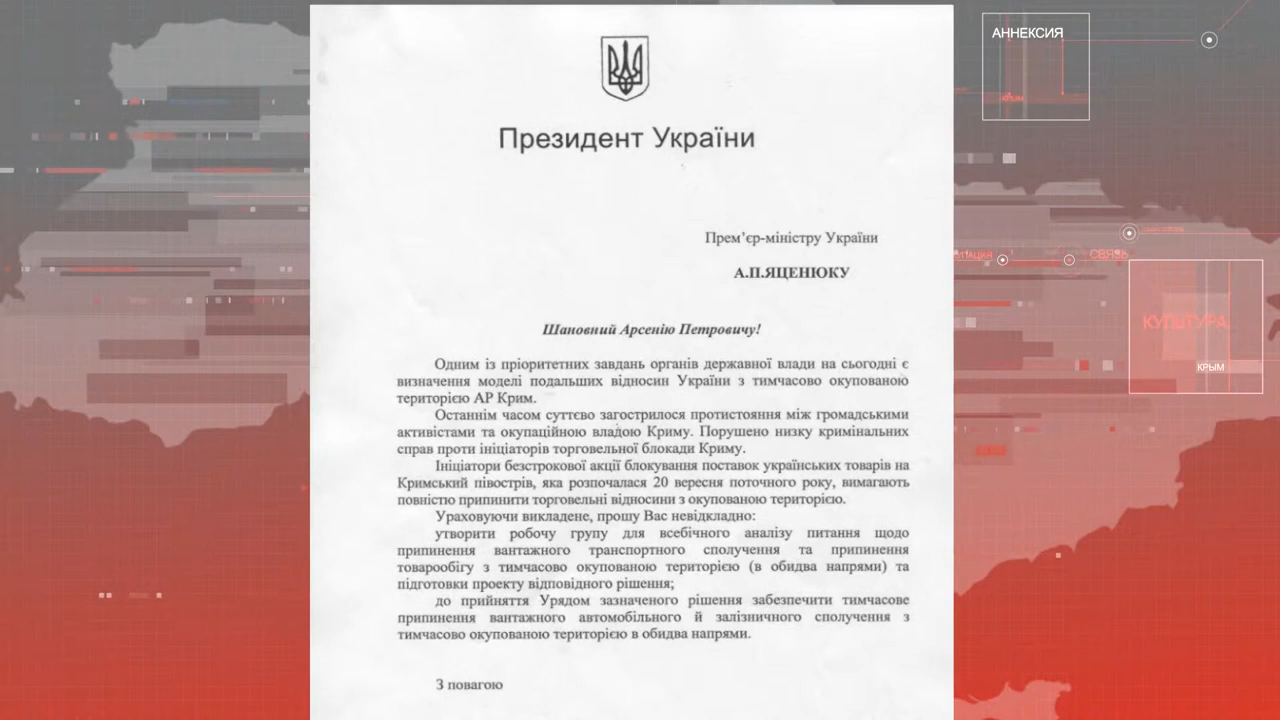 Президент України
Прем’єр-міністру України
А.П.ЯЦЕНЮКУ
Шановний Арсенію Петровичу!
Одним із пріоритетних завдань органів державної влади на сьогодні є
визначення моделі подальших відносин України з тимчасово окупованою
територією АР Крим.
Останнім часом суттєво загострилося протистояння між громадськими
активістами та окупаційною владою Криму. Порушено низку кримінальних
справ проти ініціаторів торговельної блокади Криму.
Ініціатори безстрокової акції блокування поставок українських товарів на
Кримський півострів, яка розпочалася 20 вересня поточного року, вимагають
повністю припинити торговельні відносини з окупованою територією.
Ураховуючи викладене, прошу Вас невідкладно:
утворити робочу групу для всебічного аналізу питання щодо
припинення вантажного транспортного сполучення та припинення
товарообігу з тимчасово окупованою територією (в обидва напрями) та
підготовки проекту відповідного рішення;
до прийняття Урядом зазначеного рішення забезпечити тимчасове
припинення вантажного автомобільного й залізничного сполучення з
тимчасово окупованою територією в обидва напрями.
З повагою
АННЕКСИЯ
КРЫМ
СВЯЗЬ
КУЛЬТУРА
КРЫМ